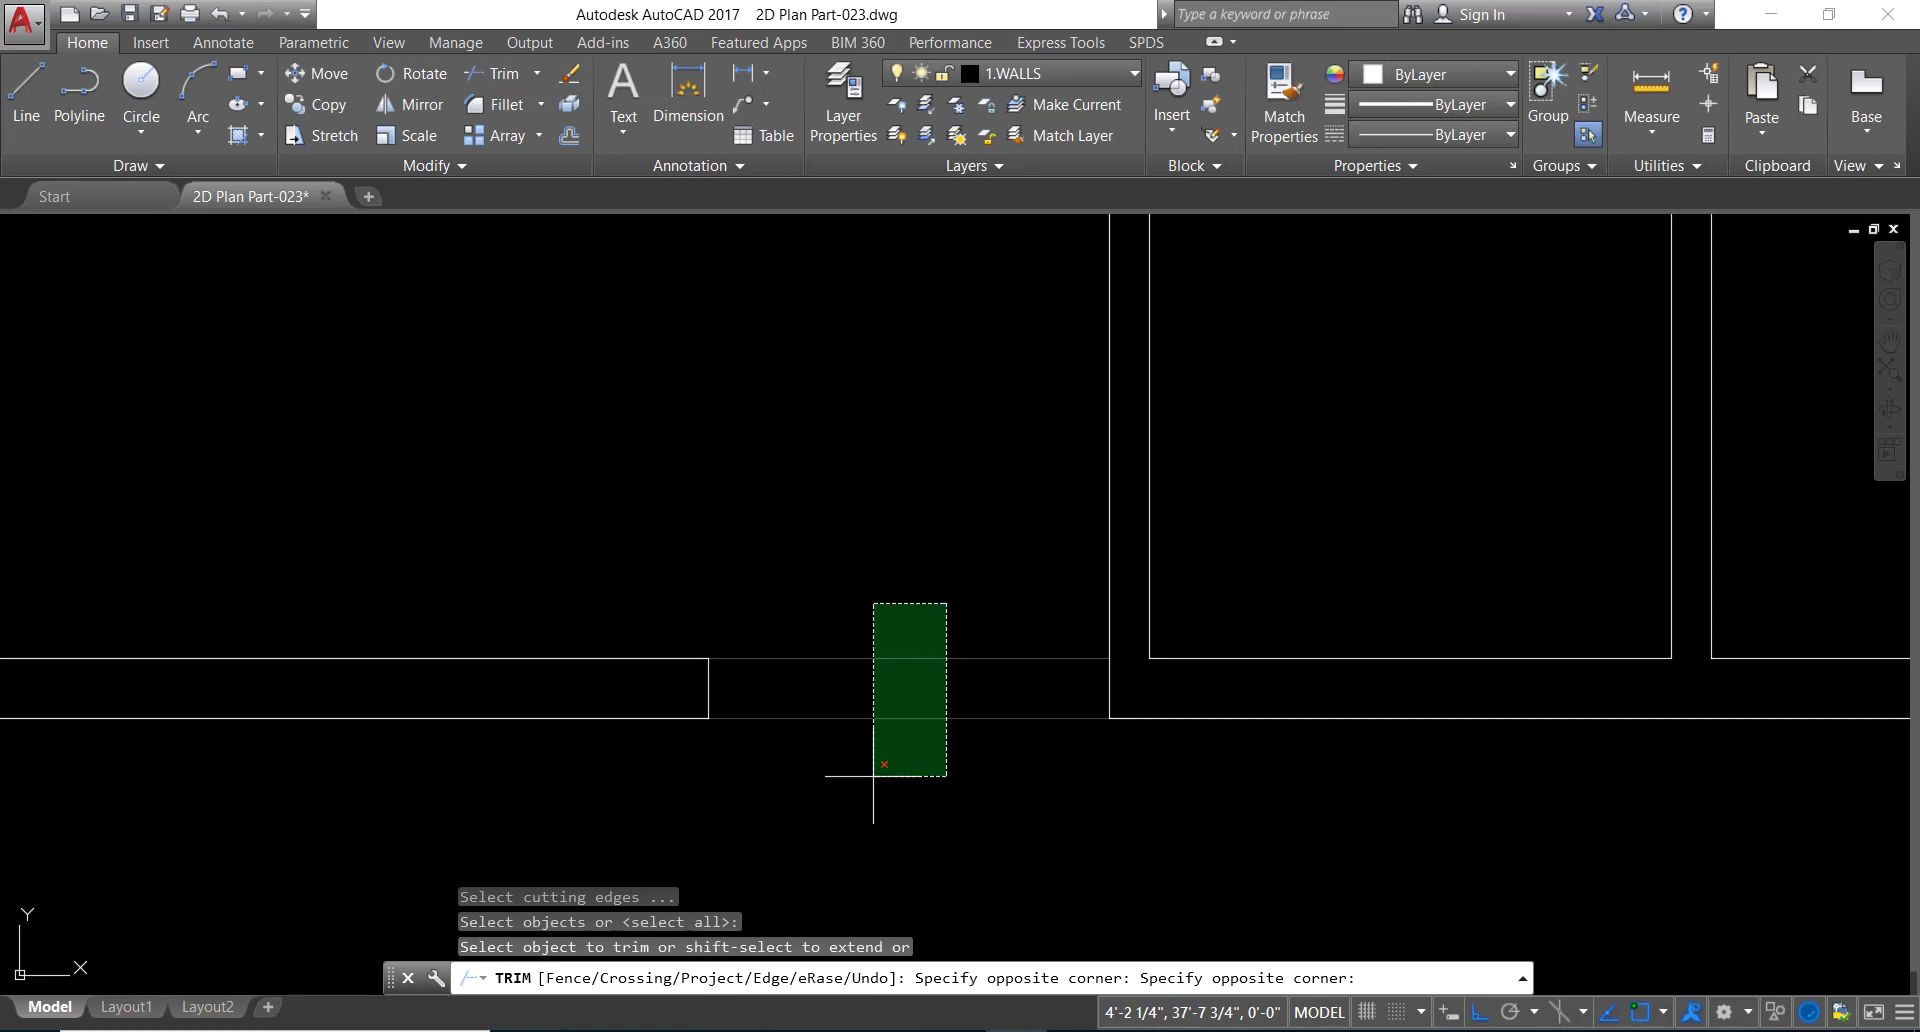 Autodesk AutoCAD 2017 2D Plan Part-023.dwg
Type a keyword or phrase
Sign In
Home Insert Annotate Parametric View Manage Output Add-ins A360 Featured Apps BIM 360 Performance Express Tools SPDS
Line Polyline Circle Arc
Move Rotate Trim
Copy Mirror Fillet
Stretch Scale Array
Text Dimension Table
Layer Properties
1.WALLS
Make Current
Match Layer
Insert
Match Properties
ByLayer
ByLayer
ByLayer
Group
Measure
Paste
Base
Draw Modify Annotation Layers Block Properties Groups Utilities Clipboard View
Start 2D Plan Part-023*
Y
X
Select cutting edges ...
Select objects or <select all>:
Select object to trim or shift-select to extend or
TRIM [Fence/Crossing/Project/Edge/eRase/Undo]: Specify opposite corner: Specify opposite corner:
Model Layout1 Layout2
4'-2 1/4", 37'-7 3/4", 0'-0" MODEL